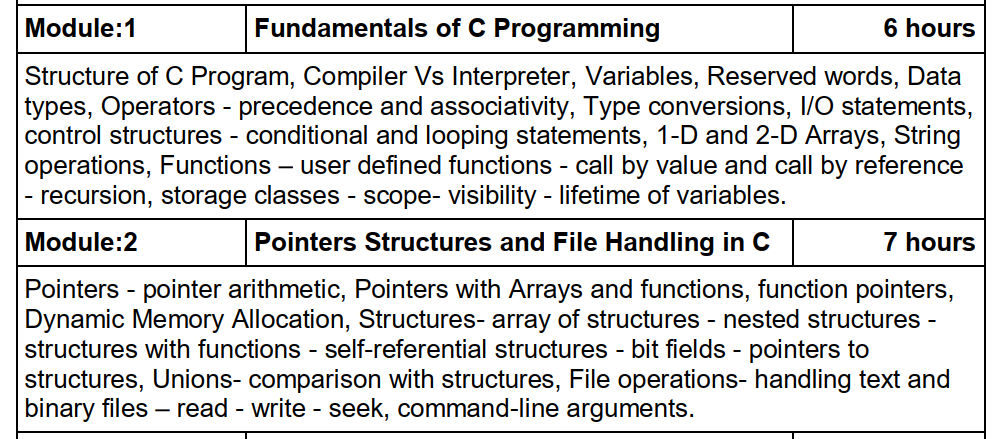 Module:1 Fundamentals of C Programming 6 hours
Structure of C Program, Compiler Vs Interpreter, Variables, Reserved words, Data
types, Operators - precedence and associativity, Type conversions, I/O statements,
control structures - conditional and looping statements, 1-D and 2-D Arrays, String
operations, Functions – user defined functions - call by value and call by reference
- recursion, storage classes - scope- visibility - lifetime of variables.
Module:2 Pointers Structures and File Handling in C 7 hours
Pointers - pointer arithmetic, Pointers with Arrays and functions, function pointers,
Dynamic Memory Allocation, Structures- array of structures - nested structures -
structures with functions - self-referential structures - bit fields - pointers to
structures, Unions- comparison with structures, File operations- handling text and
binary files – read - write - seek, command-line arguments.